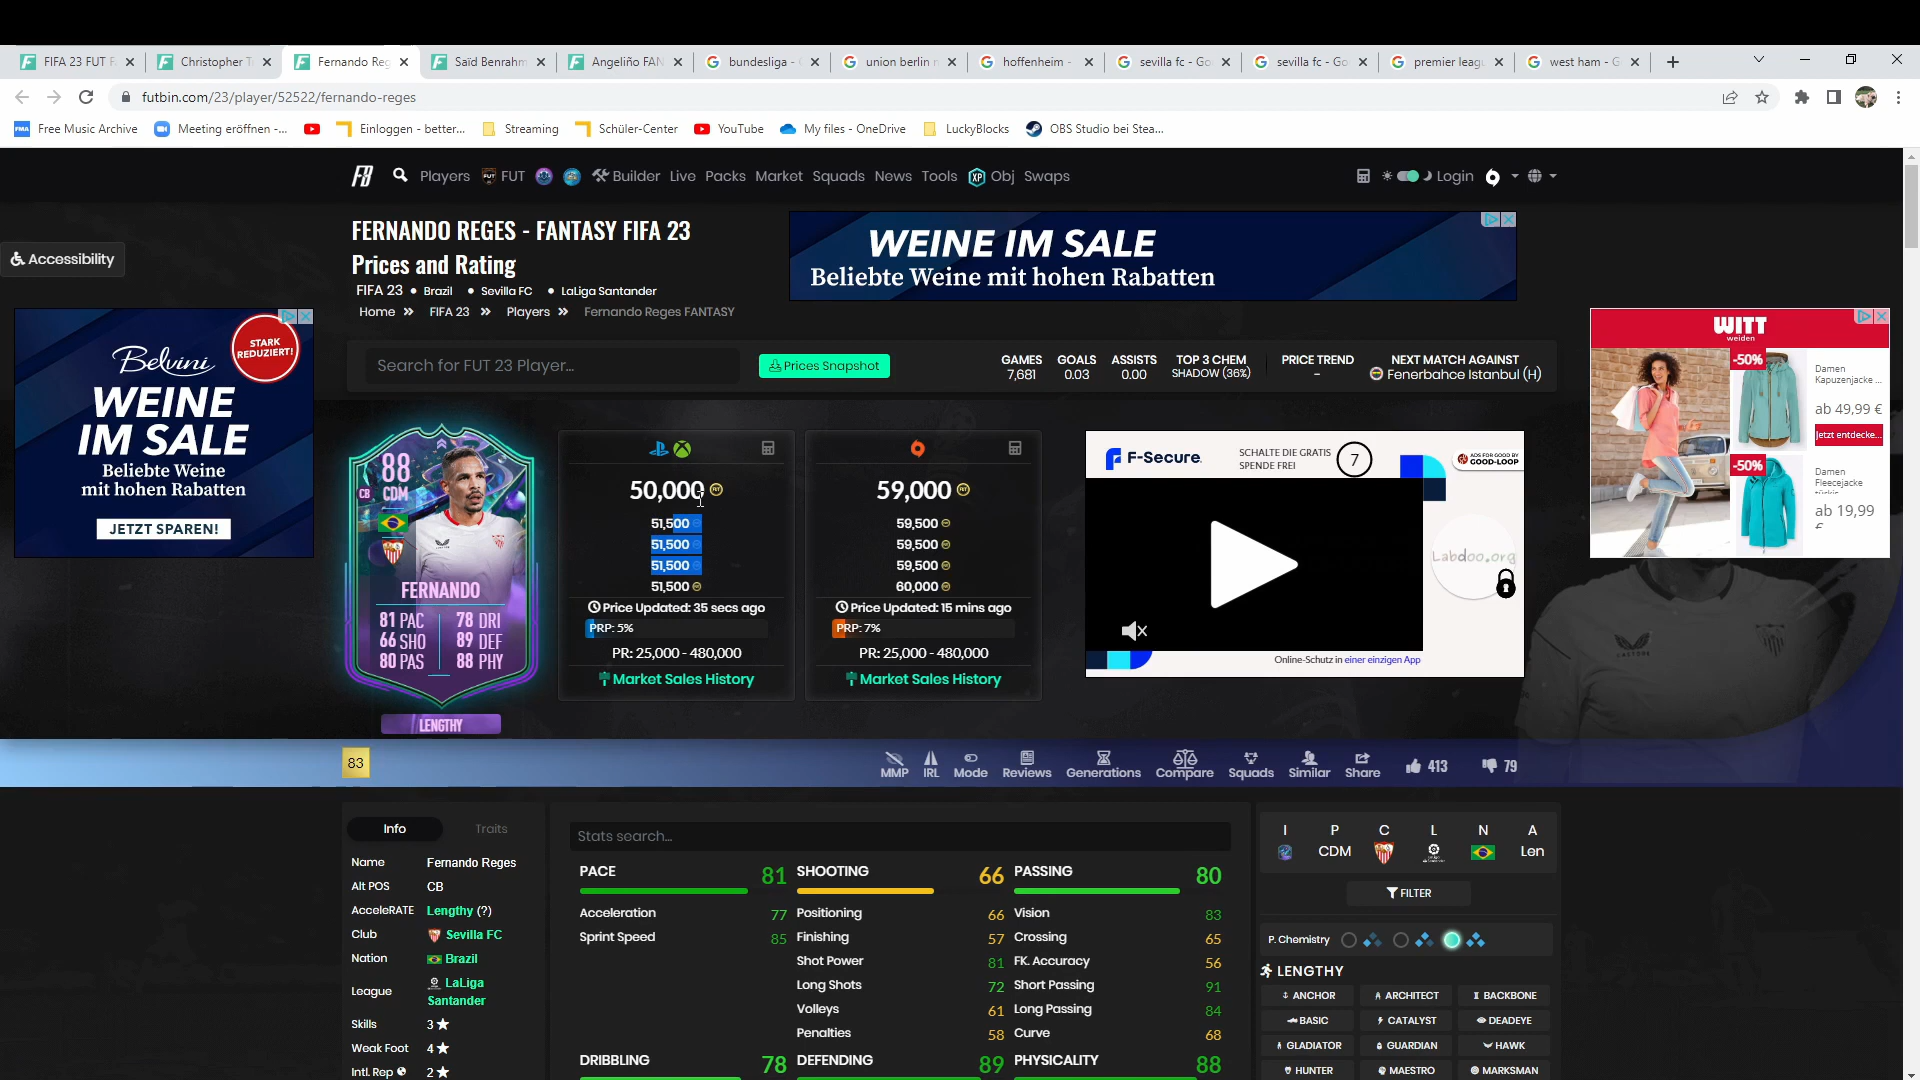 FIFA 23 FUT F
Christopher T
Fernando Reg
Saïd Benrahm
Angeliño FAN
bundesliga -
union berlin n
hoffenheim -
sevilla fc - Go
sevilla fc - Go
premier leag
west ham - G
futbin.com/23/player/52522/fernando-reges
FMA Free Music Archive
Meeting eröffnen -...
Einloggen - better...
Streaming
Schüler-Center
YouTube
My files - OneDrive
LuckyBlocks
OBS Studio bei Stea...
Players
FUT
FUT
Builder
Live
Packs
Market
Squads
News
Tools
XP Obj
Swaps
Login
Accessibility
FERNANDO REGES - FANTASY FIFA 23
Prices and Rating
FIFA 23 • Brazil • Sevilla FC • LaLiga Santander
Home » FIFA 23 » Players » Fernando Reges FANTASY
WEINE IM SALE
Beliebte Weine mit hohen Rabatten
Search for FUT 23 Player...
Prices Snapshot
GAMES
7,681
GOALS
0.03
ASSISTS
0.00
TOP 3 CHEM
SHADOW (36%)
PRICE TREND
-
NEXT MATCH AGAINST
Fenerbahce Istanbul (H)
STARK
REDUZIERT!
Belvini
WEINE
IM SALE
Beliebte Weine
mit hohen Rabatten
JETZT SPAREN!
88
CDM
CB
FERNANDO
81 PAC
78 DRI
66 SHO
89 DEF
80 PAS
88 PHY
LENGTHY
50,000
51,500
51,500
51,500
51,500
Price Updated: 35 secs ago
PRP: 5%
PR: 25,000 - 480,000
Market Sales History
59,000
59,500
59,500
59,500
60,000
Price Updated: 15 mins ago
PRP: 7%
PR: 25,000 - 480,000
Market Sales History
F-Secure.
SCHALTE DIE GRATIS
SPENDE FREI
7
ADS FOR GOOD BY
GOOD-LOOP
Labdoo.org
Online-Schutz in einer einzigen App
WITT
weiden
-50%
Damen
Kapuzenjacke ...
ab 49,99 €
Jetzt entdecke...
-50%
Damen
Fleecejacke
ab 19,99
€
83
MMP
IRL
Mode
Reviews
Generations
Compare
Squads
Similar
Share
413
79
Info
Traits
Name Fernando Reges
Alt POS CB
AcceleRATE Lengthy (?)
Club Sevilla FC
Nation Brazil
League LaLiga
Santander
Skills 3
Weak Foot 4
Intl. Rep 2
Stats search...
PACE 81
Acceleration 77
Sprint Speed 85
SHOOTING 66
Positioning 66
Finishing 57
Shot Power 81
Long Shots 72
Volleys 61
Penalties 58
PASSING 80
Vision 83
Crossing 65
FK. Accuracy 56
Short Passing 91
Long Passing 84
Curve 68
DRIBBLING 78
DEFENDING 89
PHYSICALITY 88
I P C L N A
CDM
Len
FILTER
P. Chemistry
LENGTHY
ANCHOR
ARCHITECT
BACKBONE
BASIC
CATALYST
DEADEYE
GLADIATOR
GUARDIAN
HAWK
HUNTER
MAESTRO
MARKSMAN